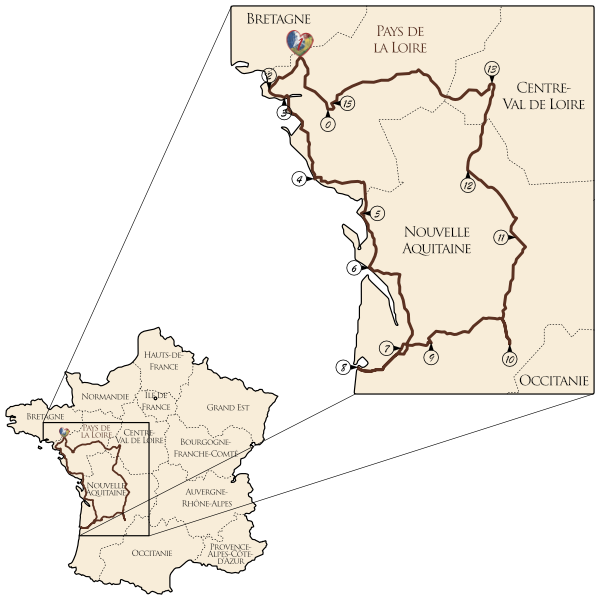 BRETAGNE
PAYS DE
LA LOIRE
13
CENTRE-
VAL DE LOIRE
2
3
15
0
4
12
5
NOUVELLE
AQUITAINE
11
6
7
9
10
8
OCCITANIE
HAUTS-DE-
FRANCE
NORMANDIE
ILE DE
FRANCE
GRAND EST
BRETAGNE
PAYS DE
LA LOIRE
CENTRE-
VAL DE LOIRE
BOURGOGNE-
FRANCHE-COMTÉ
NOUVELLE
AQUITAINE
AUVERGNE-
RHÔNE-ALPES
OCCITANIE
PROVENCE-
ALPES-CÔTE-
D'AZUR